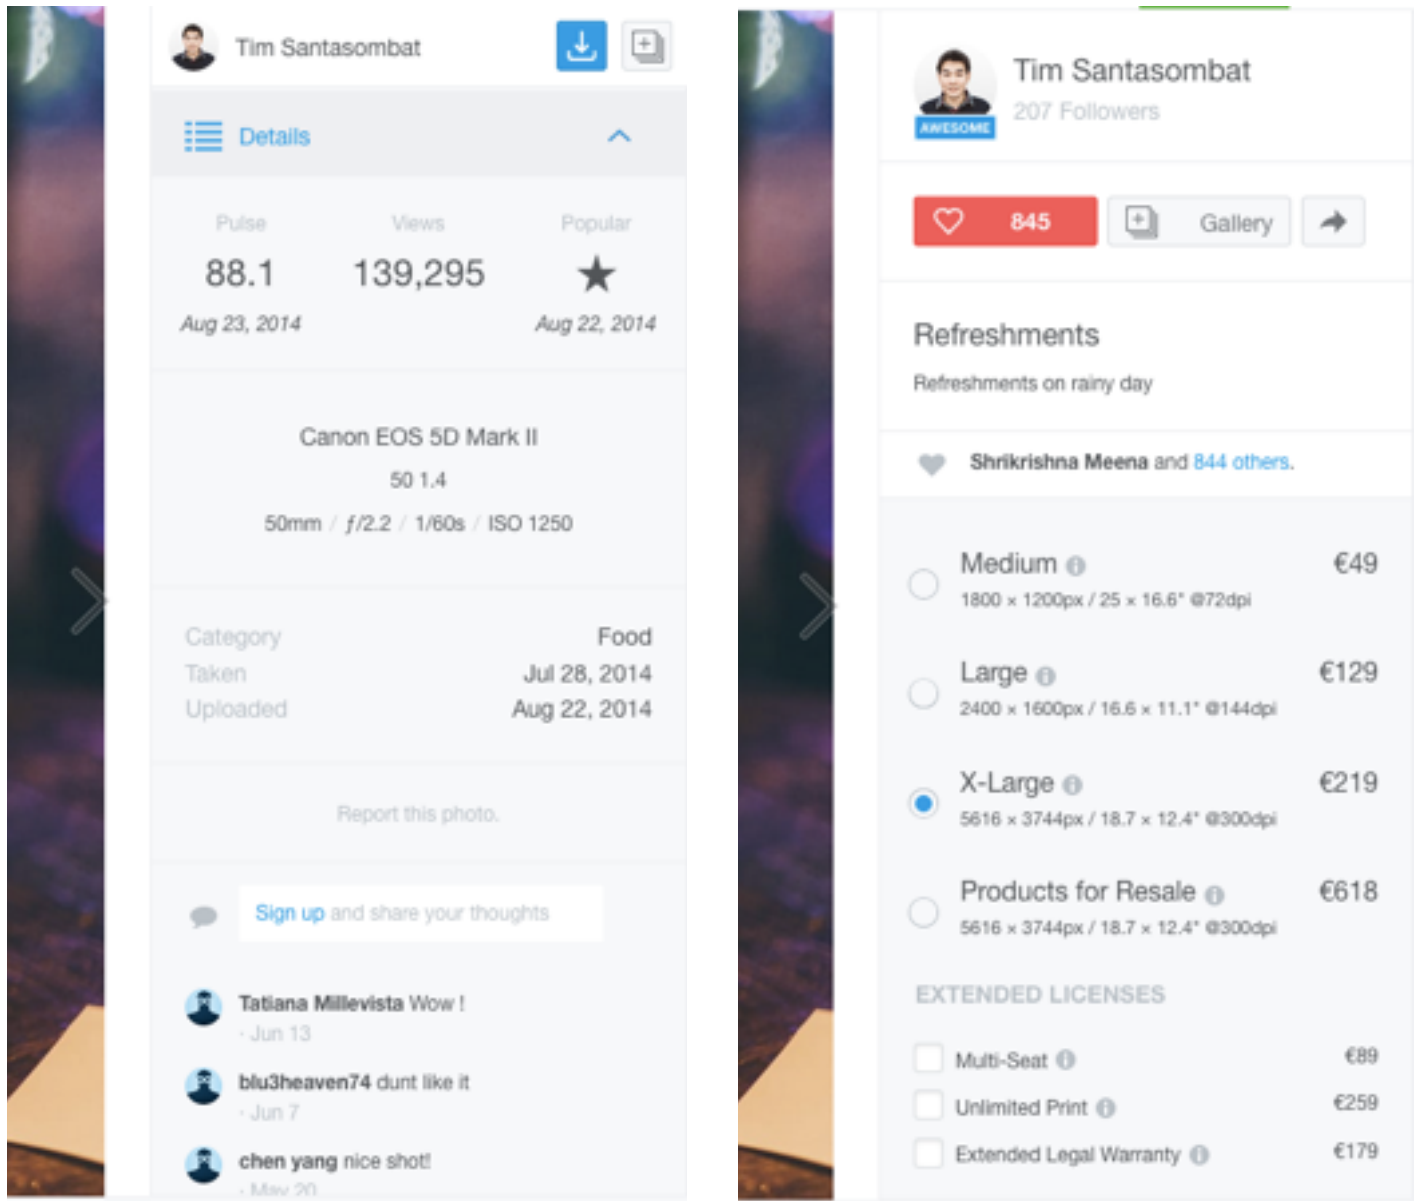 Tim Santasombat
Details
Pulse Views Popular
88.1 139,295
Aug 23, 2014 Aug 22, 2014
Canon EOS 5D Mark II
50 1.4
50mm / ƒ/2.2 / 1/60s / ISO 1250
Category Food
Taken Jul 28, 2014
Uploaded Aug 22, 2014
Report this photo.
Sign up and share your thoughts
Tatiana Millevista Wow !
· Jun 13
blu3heaven74 dunt like it
· Jun 7
chen yang nice shot!
· May 20
Tim Santasombat
207 Followers
AWESOME
845 Gallery
Refreshments
Refreshments on rainy day
Shrikrishna Meena and 844 others.
Medium €49
1800 × 1200px / 25 × 16.6" @72dpi
Large €129
2400 × 1600px / 16.6 × 11.1" @144dpi
X-Large €219
5616 × 3744px / 18.7 × 12.4" @300dpi
Products for Resale €618
5616 × 3744px / 18.7 × 12.4" @300dpi
EXTENDED LICENSES
Multi-Seat €89
Unlimited Print €259
Extended Legal Warranty €179